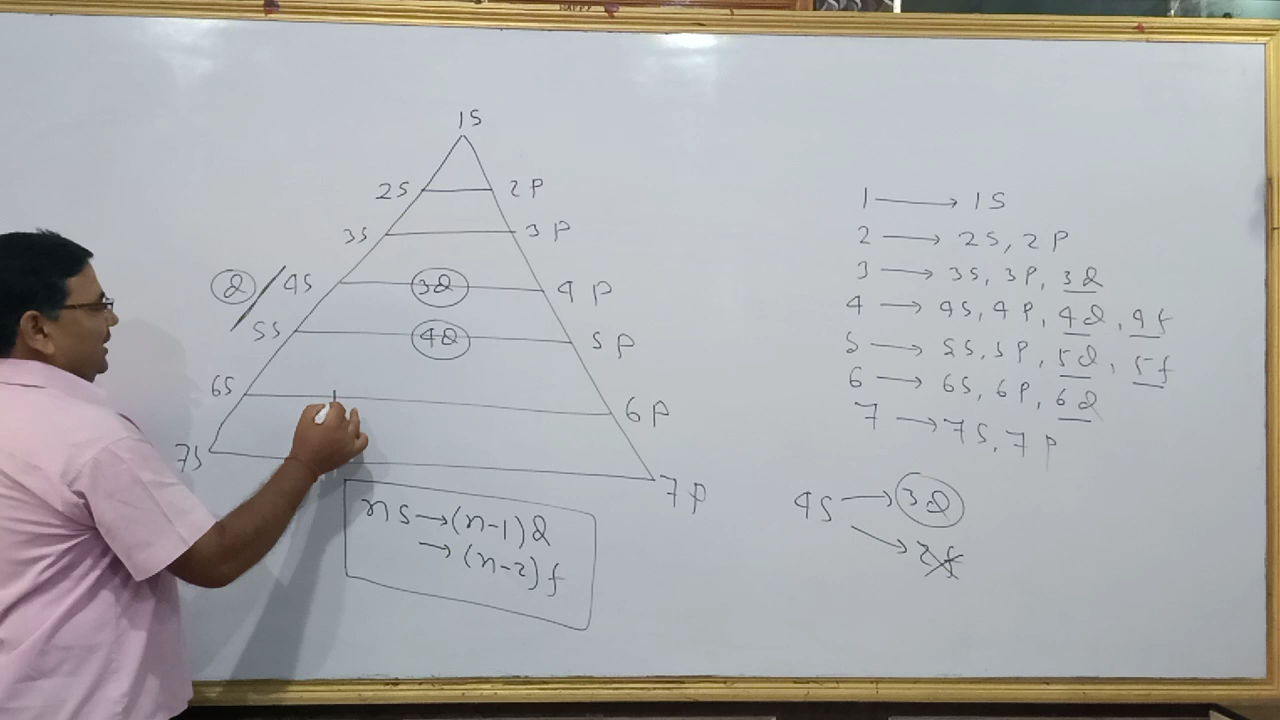 HAPPY
1S
2S 2P
3S 3P
d / 4S 3d 4P
5S 4d 5P
6S 6P
7S 7P
nS → (n-1)d
→ (n-2)f
1 → 1S
2 → 2S, 2P
3 → 3S, 3P, 3d
4 → 4S, 4P, 4d, 4f
5 → 5S, 5P, 5d, 5f
6 → 6S, 6P, 6d
7 → 7S, 7P
4S → 3d
→ 2f